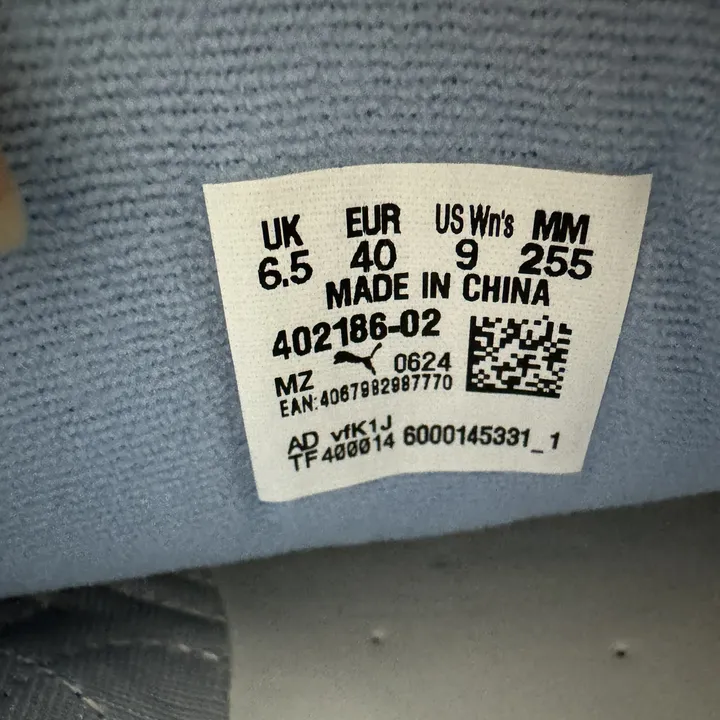 UK EUR US Wn's MM
6.5 40 9 255
MADE IN CHINA
402186-02
MZ 0624
EAN:4067982987770
AD vfK1J
TF400014 6000145331_1